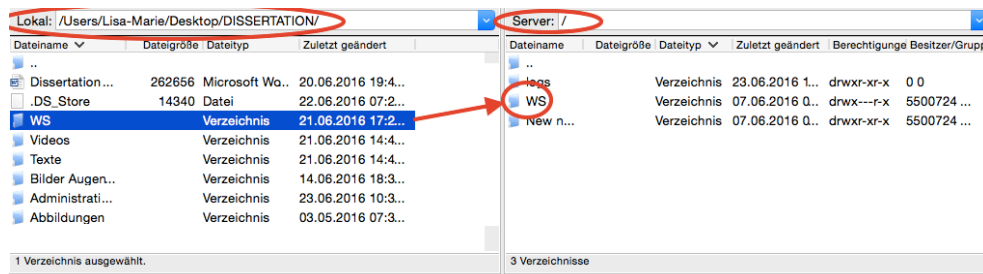 Lokal: /Users/Lisa-Marie/Desktop/DISSERTATION/
Dateiname Dateigröße Dateityp Zuletzt geändert
..
Dissertation... 262656 Microsoft Wo... 20.06.2016 19:4...
.DS_Store 14340 Datei 22.06.2016 07:2...
WS Verzeichnis 21.06.2016 17:2...
Videos Verzeichnis 21.06.2016 14:4...
Texte Verzeichnis 21.06.2016 14:4...
Bilder Augen... Verzeichnis 14.06.2016 18:3...
Administrati... Verzeichnis 23.06.2016 10:3...
Abbildungen Verzeichnis 03.05.2016 07:3...
1 Verzeichnis ausgewählt.
Server: /
Dateiname Dateigröße Dateityp Zuletzt geändert Berechtigunge Besitzer/Grupp
..
logs Verzeichnis 23.06.2016 1... drwxr-xr-x 0 0
WS Verzeichnis 07.06.2016 0... drwx---r-x 5500724 ...
New n... Verzeichnis 07.06.2016 0... drwxr-xr-x 5500724 ...
3 Verzeichnisse